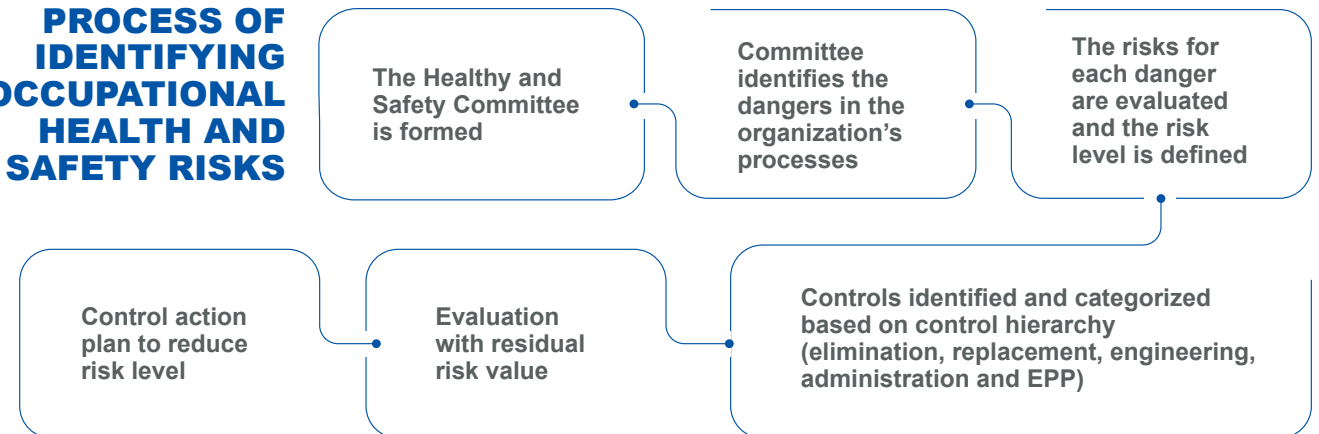 PROCESS OF
IDENTIFYING
OCCUPATIONAL
HEALTH AND
SAFETY RISKS
The Healthy and
Safety Committee
is formed
Committee
identifies the
dangers in the
organization's
processes
The risks for
each danger
are evaluated
and the risk
level is defined
Controls identified and categorized
based on control hierarchy
(elimination, replacement, engineering,
administration and EPP)
Evaluation
with residual
risk value
Control action
plan to reduce
risk level